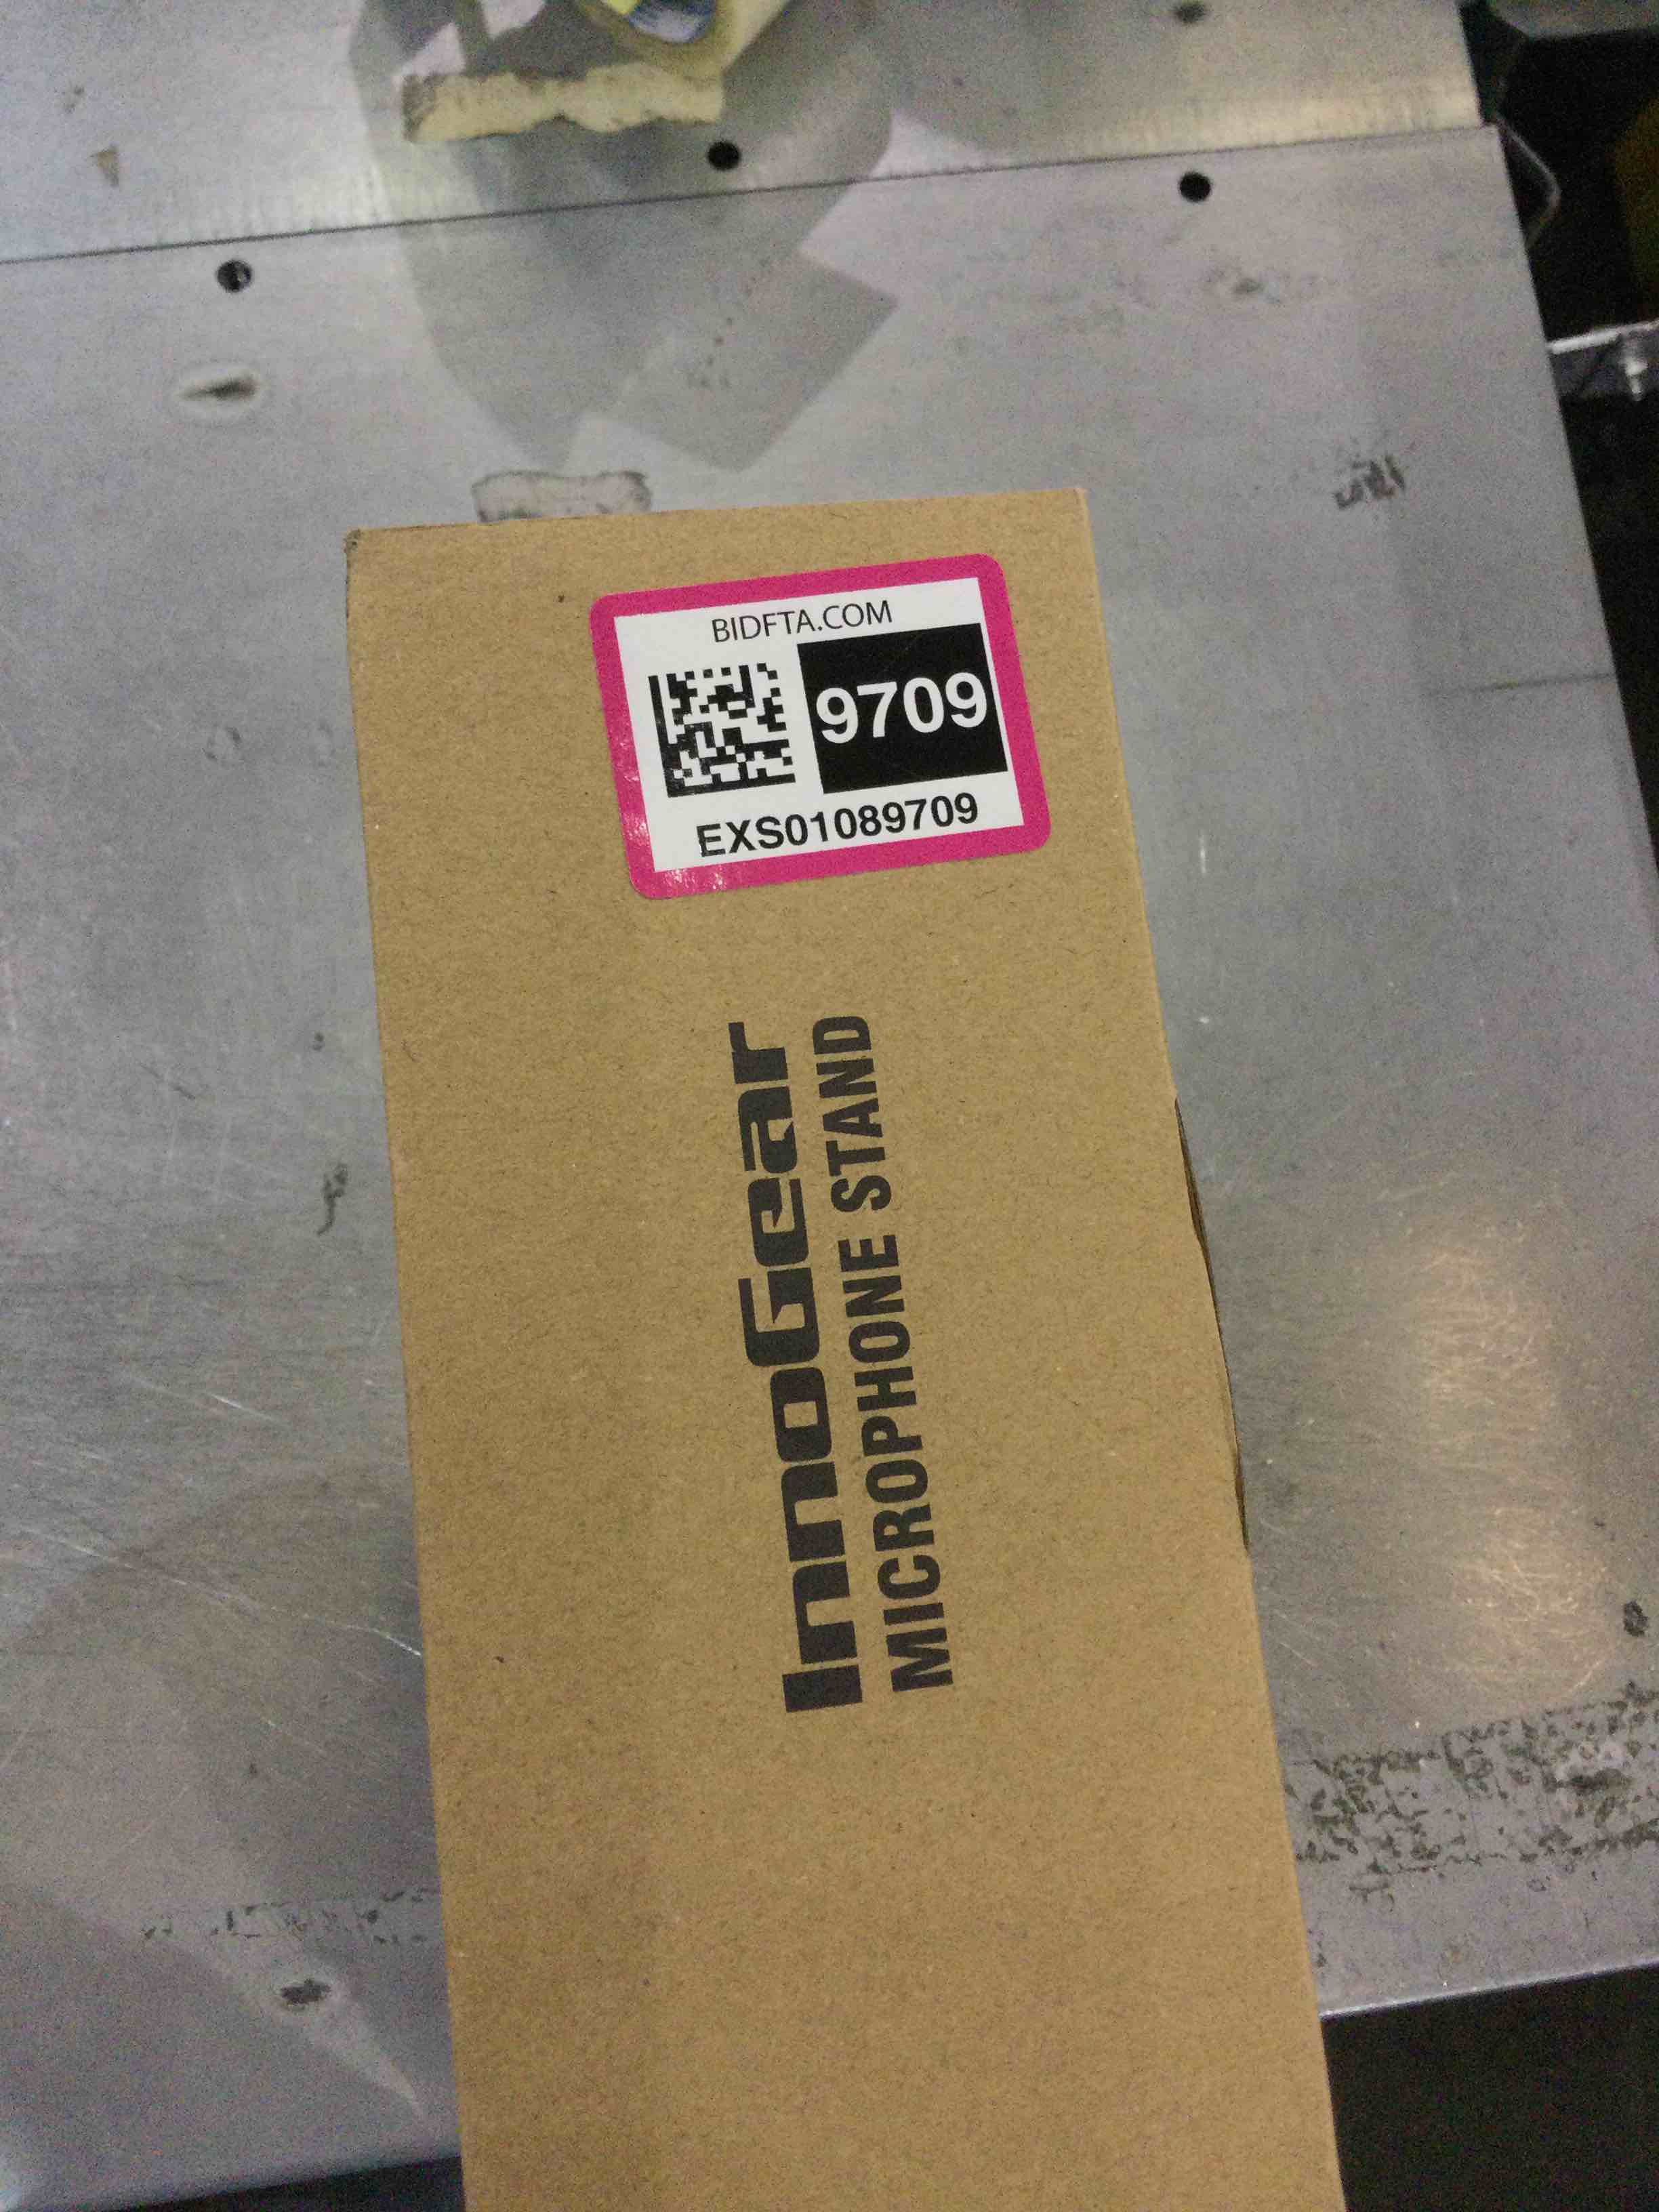 BIDFTA.COM
9709
EXS01089709
InnoGear
MICROPHONE STAND